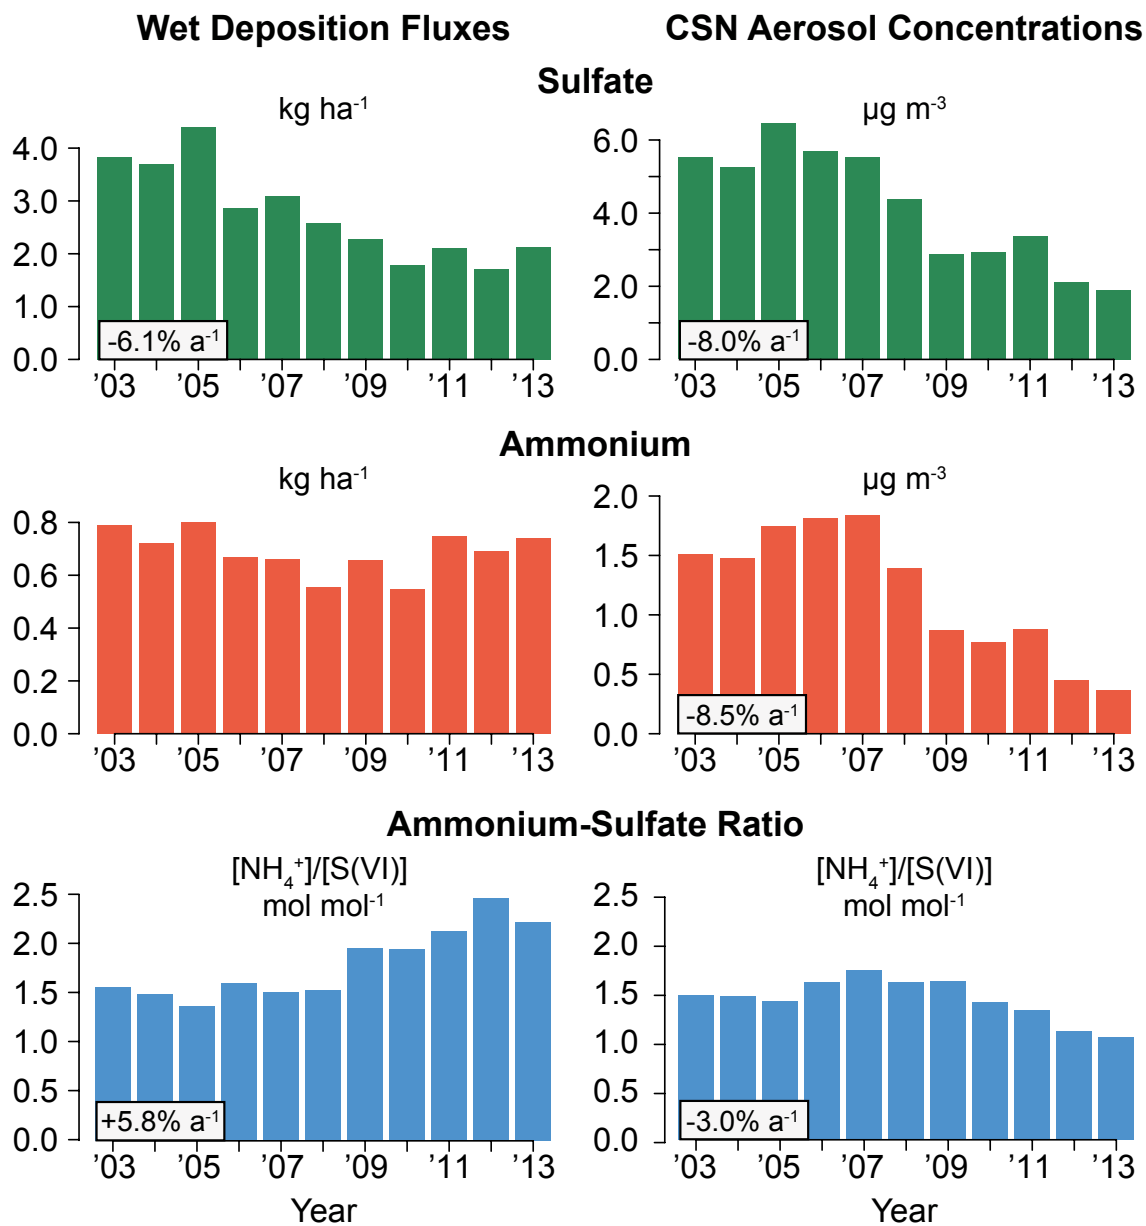 Wet Deposition Fluxes
CSN Aerosol Concentrations
Sulfate
kg ha⁻¹
µg m⁻³
4.0
3.0
2.0
1.0
0.0
-6.1% a⁻¹
’03 ’05 ’07 ’09 ’11 ’13
6.0
4.0
2.0
0.0
-8.0% a⁻¹
’03 ’05 ’07 ’09 ’11 ’13
Ammonium
kg ha⁻¹
µg m⁻³
0.8
0.6
0.4
0.2
0.0
’03 ’05 ’07 ’09 ’11 ’13
2.0
1.5
1.0
0.5
0.0
-8.5% a⁻¹
’03 ’05 ’07 ’09 ’11 ’13
Ammonium-Sulfate Ratio
[NH₄⁺]/[S(VI)]
mol mol⁻¹
2.5
2.0
1.5
1.0
0.5
0.0
+5.8% a⁻¹
’03 ’05 ’07 ’09 ’11 ’13
Year
[NH₄⁺]/[S(VI)]
mol mol⁻¹
2.5
2.0
1.5
1.0
0.5
0.0
-3.0% a⁻¹
’03 ’05 ’07 ’09 ’11 ’13
Year